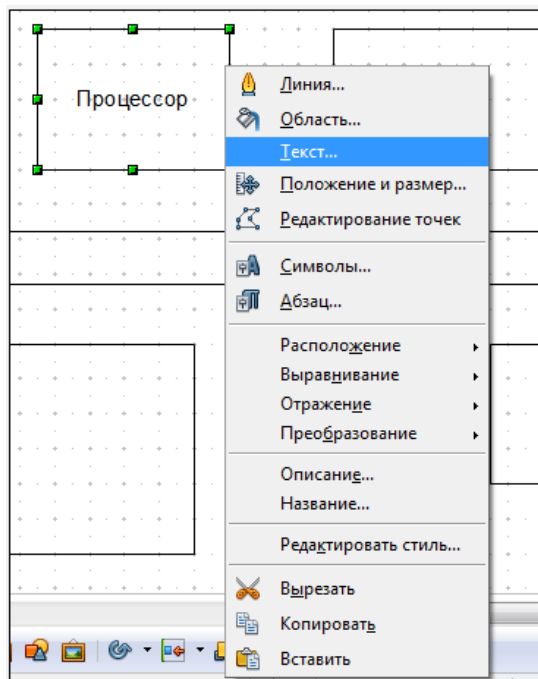 Процессор
Линия...
Область...
Текст...
Положение и размер...
Редактирование точек
Символы...
Абзац...
Расположение
Выравнивание
Отражение
Преобразование
Описание...
Название...
Редактировать стиль...
Вырезать
Копировать
Вставить